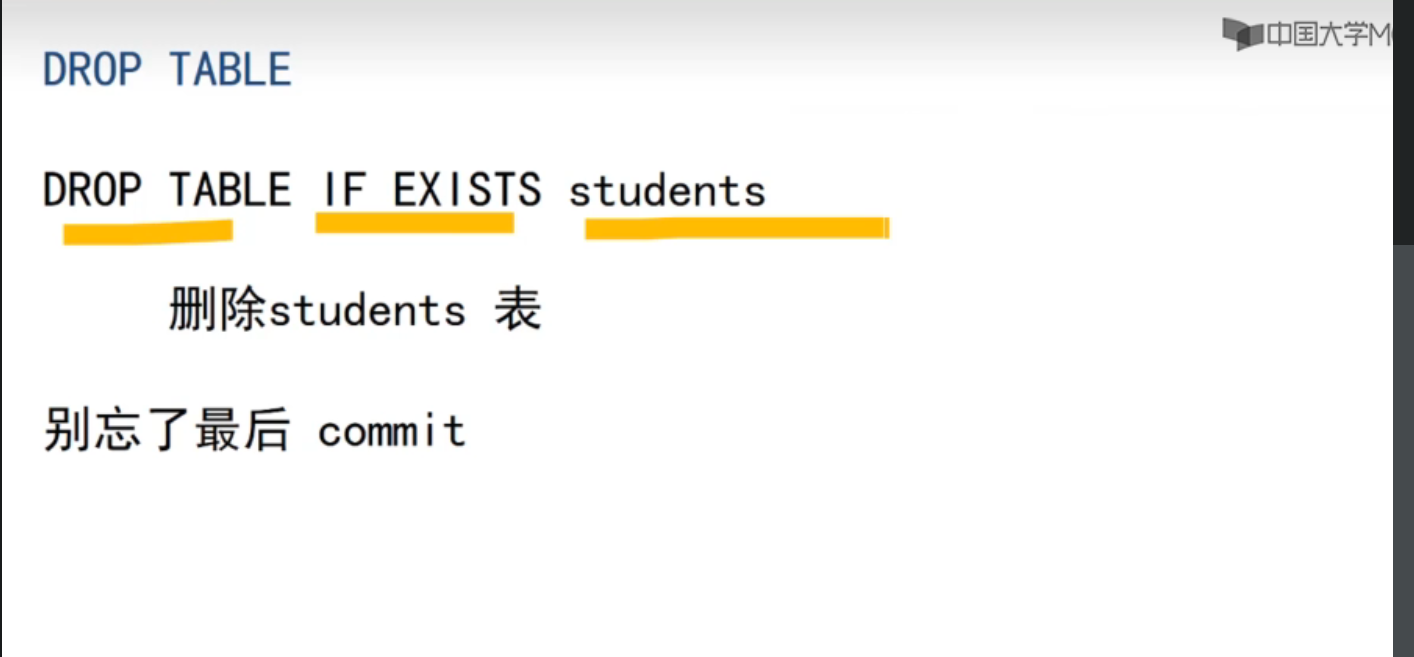 中国大学M
DROP TABLE
DROP TABLE IF EXISTS students
删除students 表
别忘了最后 commit